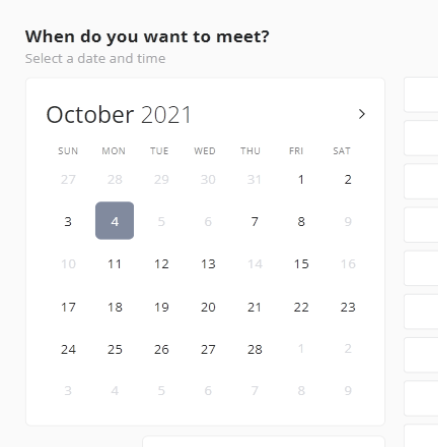 When do you want to meet?
Select a date and time
October 2021 >
SUN MON TUE WED THU FRI SAT
27 28 29 30 31 1 2
3 4 5 6 7 8 9
10 11 12 13 14 15 16
17 18 19 20 21 22 23
24 25 26 27 28 1 2
3 4 5 6 7 8 9